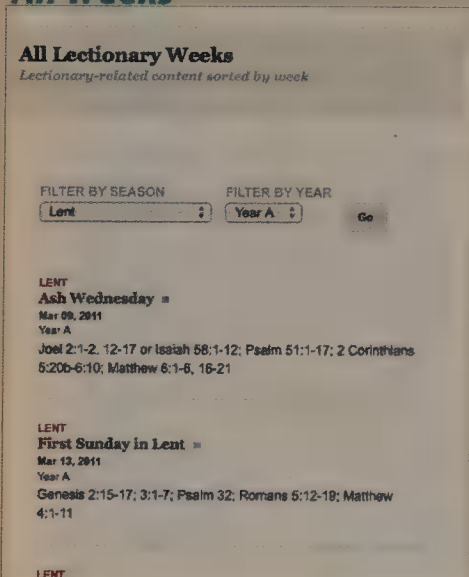 All Lectionary Weeks
Lectionary-related content sorted by week
FILTER BY SEASON FILTER BY YEAR
Lent Year A Go
LENT
Ash Wednesday
Mar 09, 2011
Year A
Joel 2:1-2, 12-17 or Isaiah 58:1-12; Psalm 51:1-17; 2 Corinthians
5:20b-6:10; Matthew 6:1-6, 16-21
LENT
First Sunday in Lent
Mar 13, 2011
Year A
Genesis 2:15-17; 3:1-7; Psalm 32; Romans 5:12-19; Matthew
4:1-11
LENT